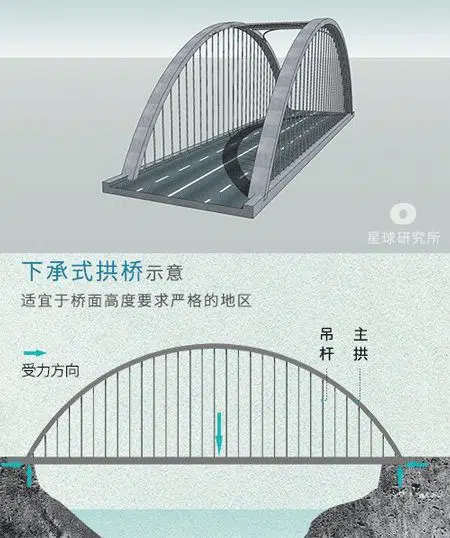 星球研究所
下承式拱桥示意
适宜于桥面高度要求严格的地区
吊杆
主拱
受力方向